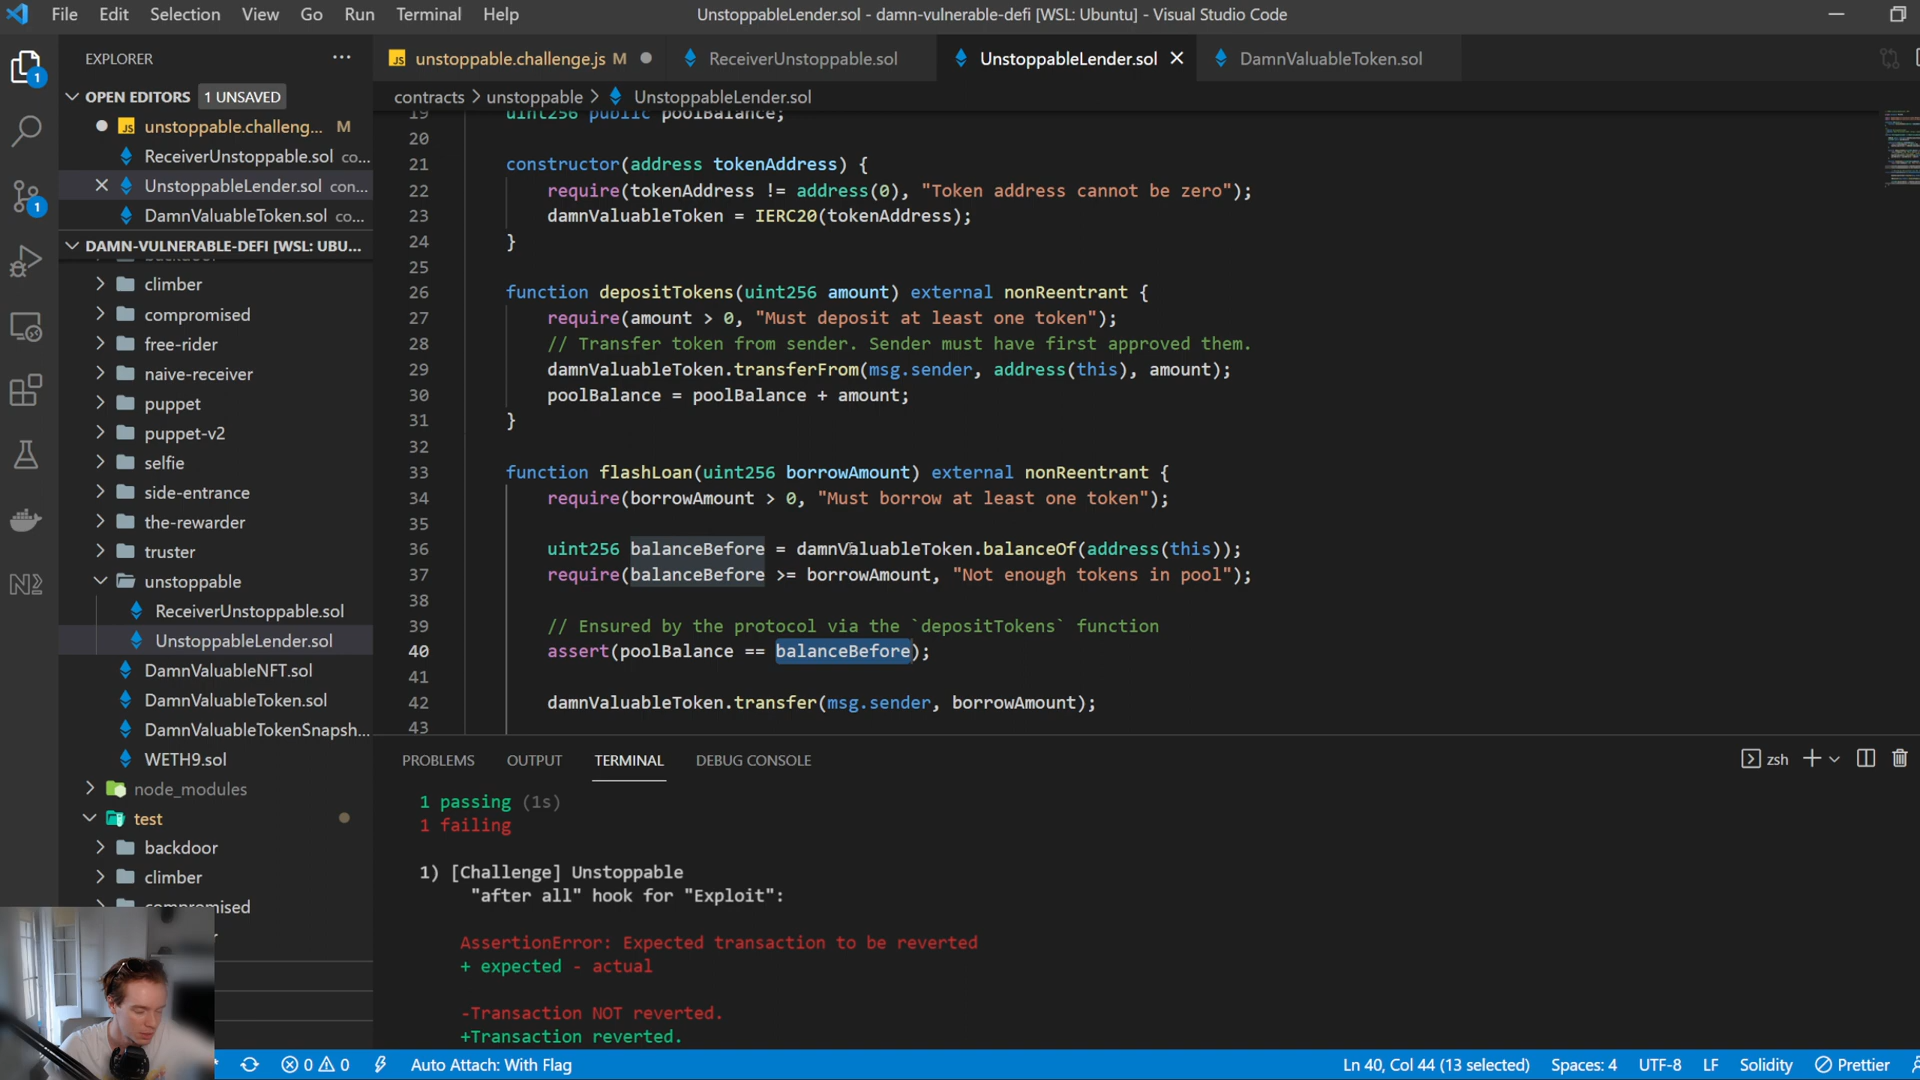 File Edit Selection View Go Run Terminal Help
UnstoppableLender.sol - damn-vulnerable-defi [WSL: Ubuntu] - Visual Studio Code
EXPLORER
unstoppable.challenge.js M
ReceiverUnstoppable.sol
UnstoppableLender.sol
DamnValuableToken.sol
1
OPEN EDITORS 1 UNSAVED
contracts > unstoppable > UnstoppableLender.sol
unstoppable.challeng... M
ReceiverUnstoppable.sol co...
UnstoppableLender.sol con...
DamnValuableToken.sol co...
1
DAMN-VULNERABLE-DEFI [WSL: UBU...
climber
compromised
free-rider
naive-receiver
puppet
puppet-v2
selfie
side-entrance
the-rewarder
truster
unstoppable
ReceiverUnstoppable.sol
UnstoppableLender.sol
DamnValuableNFT.sol
DamnValuableToken.sol
DamnValuableTokenSnapsh...
WETH9.sol
node_modules
test
backdoor
climber
compromised
19 uint256 public poolBalance;
20
21 constructor(address tokenAddress) {
22 require(tokenAddress != address(0), "Token address cannot be zero");
23 damnValuableToken = IERC20(tokenAddress);
24 }
25
26 function depositTokens(uint256 amount) external nonReentrant {
27 require(amount > 0, "Must deposit at least one token");
28 // Transfer token from sender. Sender must have first approved them.
29 damnValuableToken.transferFrom(msg.sender, address(this), amount);
30 poolBalance = poolBalance + amount;
31 }
32
33 function flashLoan(uint256 borrowAmount) external nonReentrant {
34 require(borrowAmount > 0, "Must borrow at least one token");
35
36 uint256 balanceBefore = damnValuableToken.balanceOf(address(this));
37 require(balanceBefore >= borrowAmount, "Not enough tokens in pool");
38
39 // Ensured by the protocol via the `depositTokens` function
40 assert(poolBalance == balanceBefore);
41
42 damnValuableToken.transfer(msg.sender, borrowAmount);
43
PROBLEMS OUTPUT TERMINAL DEBUG CONSOLE
zsh
1 passing (1s)
1 failing
1) [Challenge] Unstoppable
"after all" hook for "Exploit":
AssertionError: Expected transaction to be reverted
+ expected - actual
-Transaction NOT reverted.
+Transaction reverted.
0 0 Auto Attach: With Flag
Ln 40, Col 44 (13 selected) Spaces: 4 UTF-8 LF Solidity Prettier